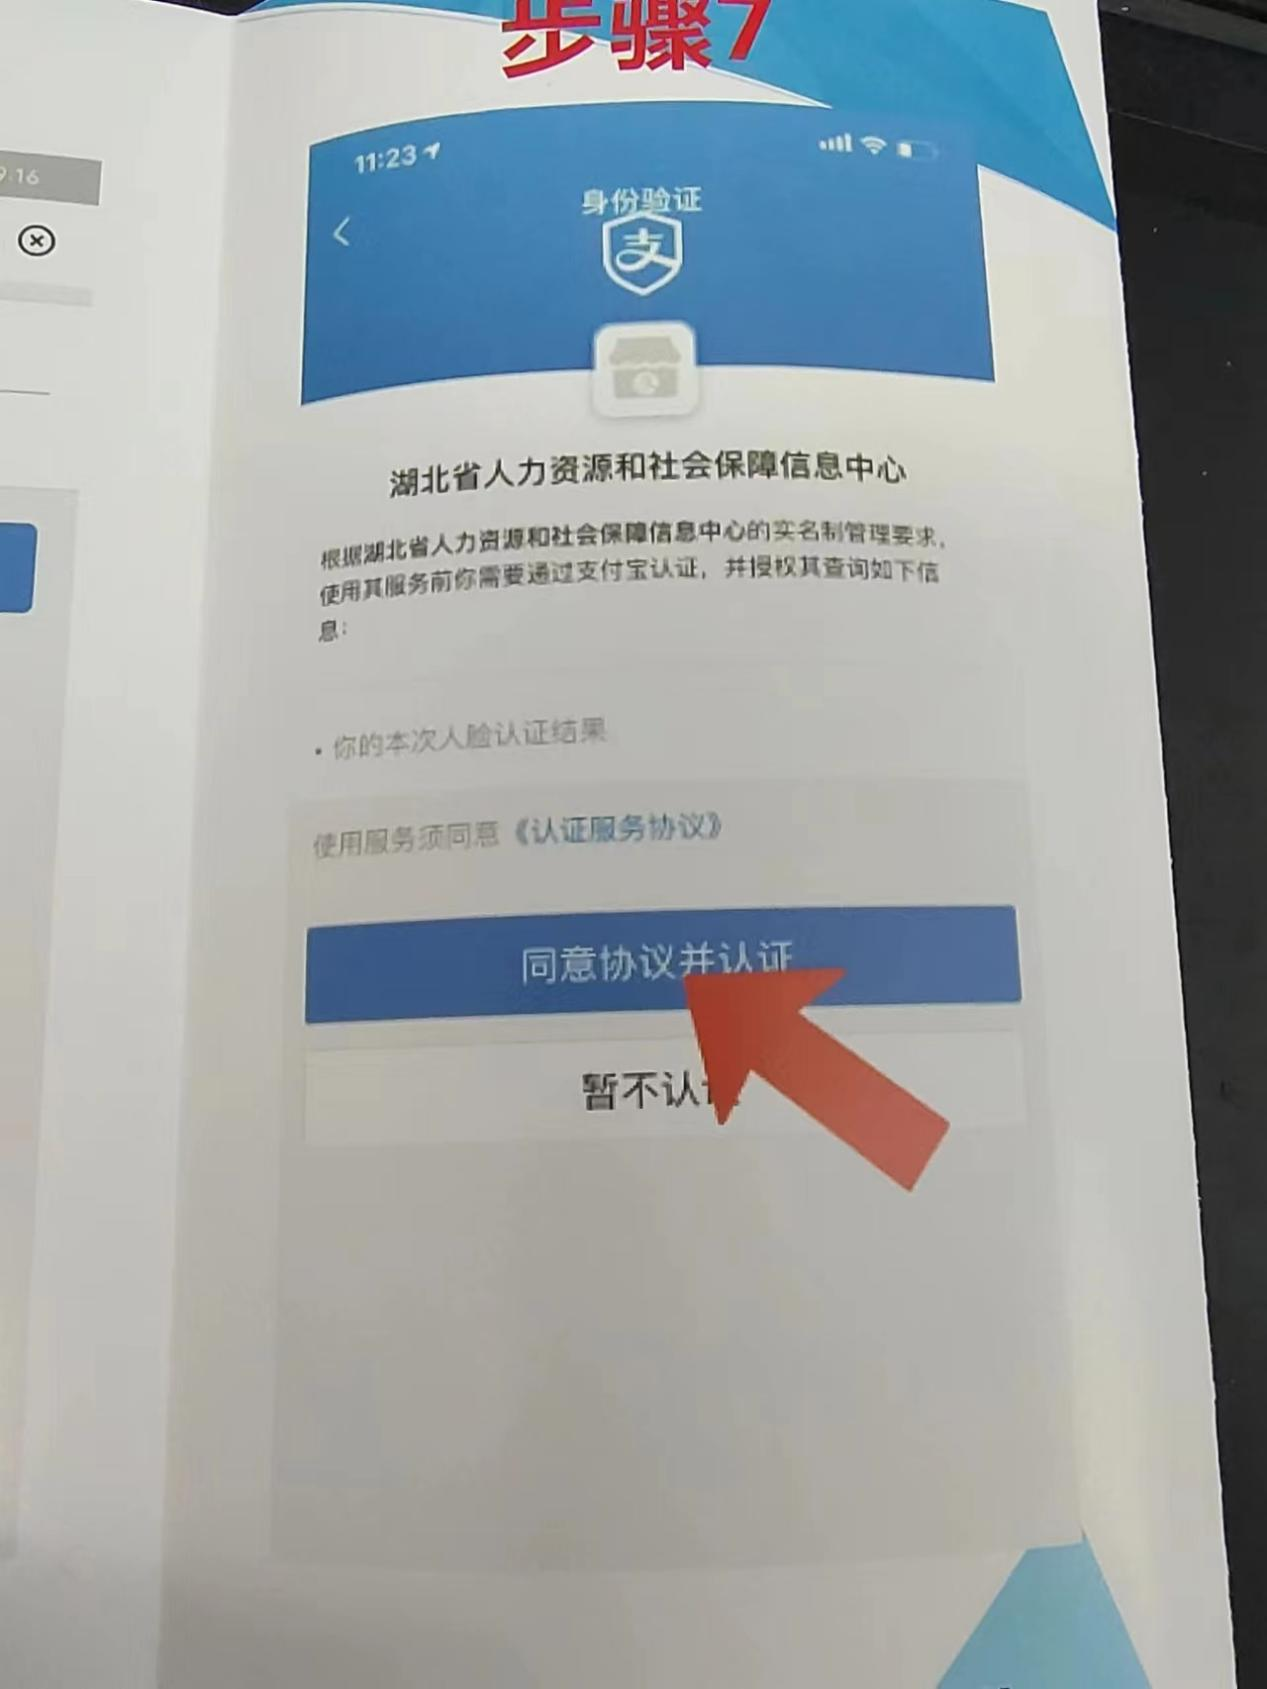 步骤7
9:16
11:23
身份验证
支
湖北省人力资源和社会保障信息中心
根据湖北省人力资源和社会保障信息中心的实名制管理要求,
使用其服务前你需要通过支付宝认证，并授权其查询如下信
息：
• 你的本次人脸认证结果
使用服务须同意《认证服务协议》
同意协议并认证
暂不认